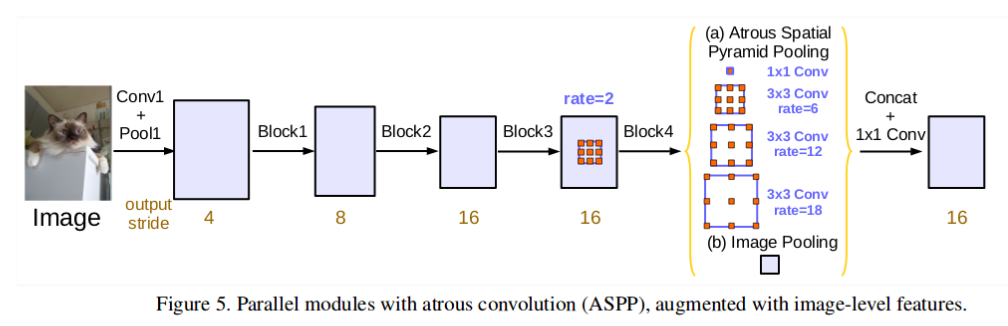 (a) Atrous Spatial
Pyramid Pooling
1x1 Conv
3x3 Conv
rate=6
3x3 Conv
rate=12
3x3 Conv
rate=18
(b) Image Pooling
Conv1
+
Pool1
Block1
Block2
Block3
rate=2
Block4
Concat
+
1x1 Conv
Image
output
stride
4
8
16
16
16
Figure 5. Parallel modules with atrous convolution (ASPP), augmented with image-level features.